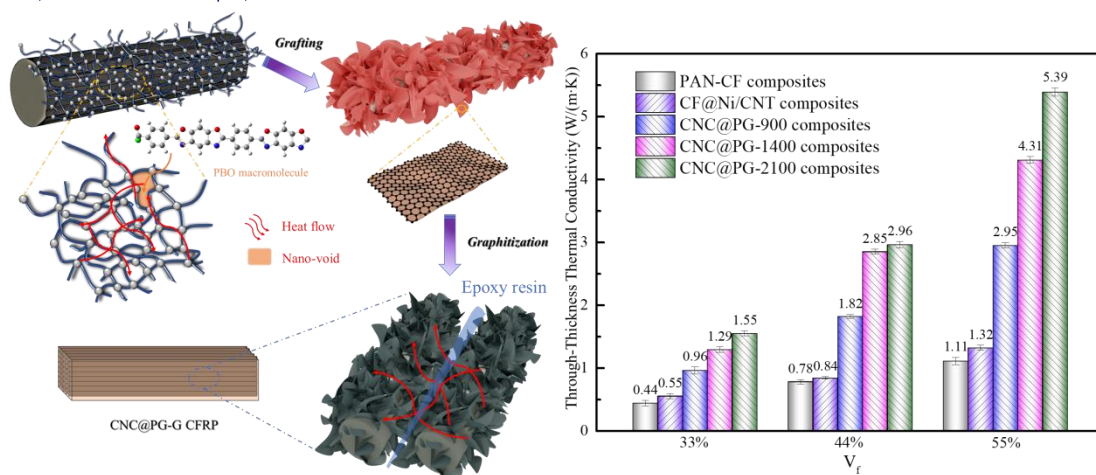 Grafting
PBO macromolecule
Heat flow
Nano-void
Graphitization
Epoxy resin
CNC@PG-G CFRP
Through-Thickness Thermal Conductivity (W/(m·K))
6
5
4
3
2
1
0
PAN-CF composites
CF@Ni/CNT composites
CNC@PG-900 composites
CNC@PG-1400 composites
CNC@PG-2100 composites
0.44
0.55
0.96
1.29
1.55
0.78
0.84
1.82
2.85
2.96
1.11
1.32
2.95
4.31
5.39
33%
44%
55%
Vf